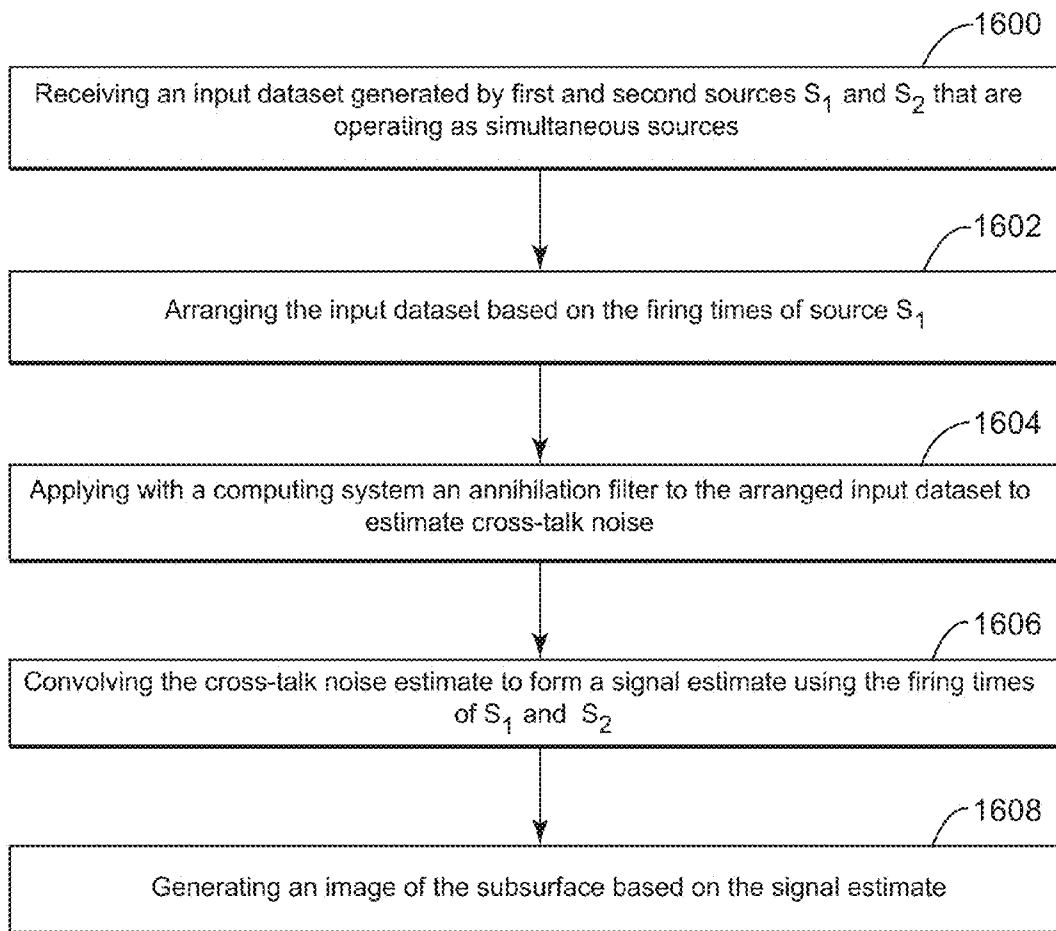 1600
Receiving an input dataset generated by first and second sources S1 and S2 that are
operating as simultaneous sources
1602
Arranging the input dataset based on the firing times of source S1
1604
Applying with a computing system an annihilation filter to the arranged input dataset to
estimate cross-talk noise
1606
Convolving the cross-talk noise estimate to form a signal estimate using the firing times
of S1 and S2
1608
Generating an image of the subsurface based on the signal estimate